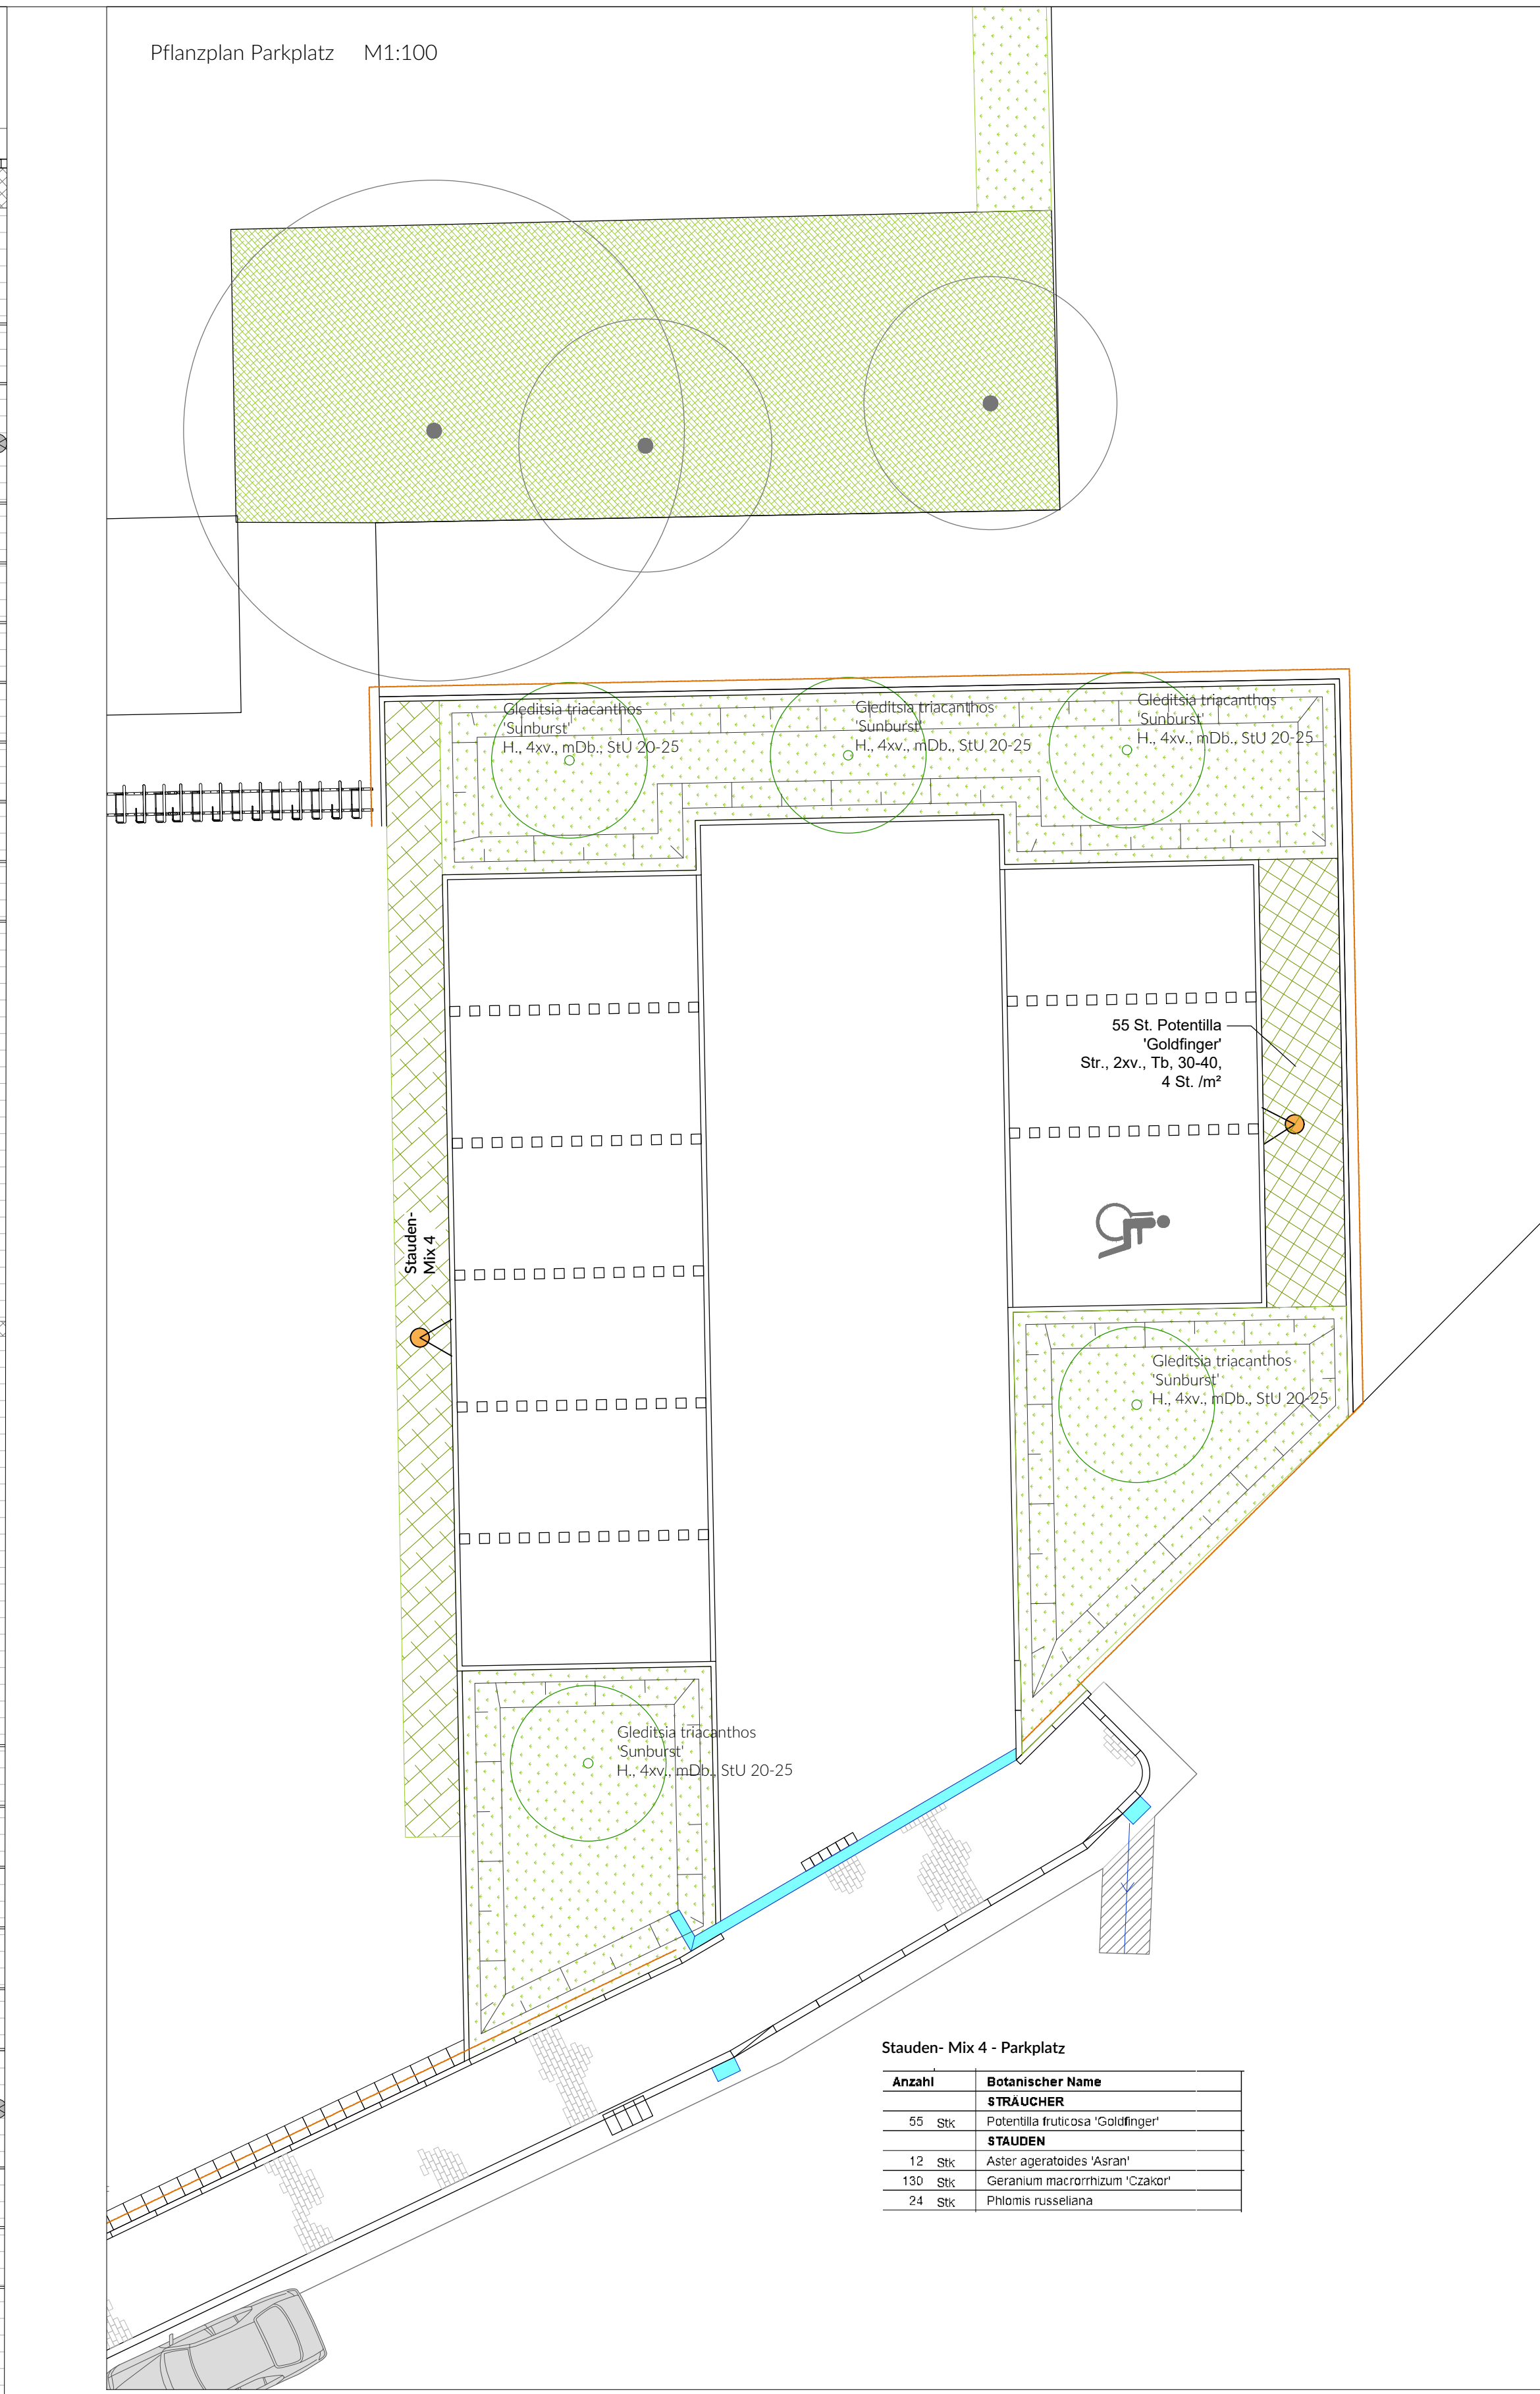 Pflanzplan Parkplatz M1:100
Gleditsia triacanthos
'Sunburst'
H., 4xv., mDb., StU 20-25
Gleditsia triacanthos
'Sunburst'
H., 4xv., mDb., StU 20-25
Gleditsia triacanthos
'Sunburst'
H., 4xv., mDb., StU 20-25
55 St. Potentilla
'Goldfinger'
Str., 2xv., Tb, 30-40,
4 St. /m²
Stauden-
Mix 4
Gleditsia triacanthos
'Sunburst'
H., 4xv., mDb., StU 20-25
Gleditsia triacanthos
'Sunburst'
H., 4xv., mDb., StU 20-25
Stauden- Mix 4 - Parkplatz
Anzahl Botanischer Name
STRÄUCHER
55 Stk Potentilla fruticosa 'Goldfinger'
STAUDEN
12 Stk Aster ageratoides 'Asran'
130 Stk Geranium macrorrhizum 'Czakor'
24 Stk Phlomis russeliana